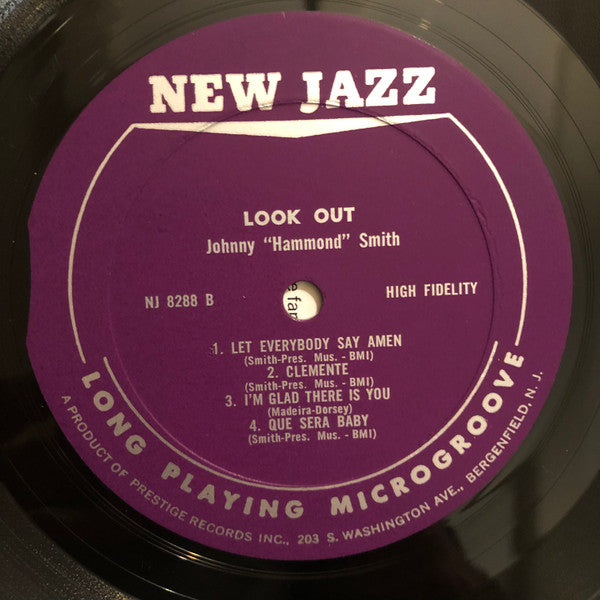 NEW JAZZ
LOOK OUT
Johnny "Hammond" Smith
NJ 8288 B
HIGH FIDELITY
1. LET EVERYBODY SAY AMEN
(Smith-Pres. Mus. - BMI)
2. CLEMENTE
(Smith-Pres. Mus. - BMI)
3. I'M GLAD THERE IS YOU
(Madeira-Dorsey)
4. QUE SERA BABY
(Smith-Pres. Mus. - BMI)
LONG PLAYING MICROGROOVE
A PRODUCT OF PRESTIGE RECORDS INC., 203 S. WASHINGTON AVE., BERGENFIELD, N. J.